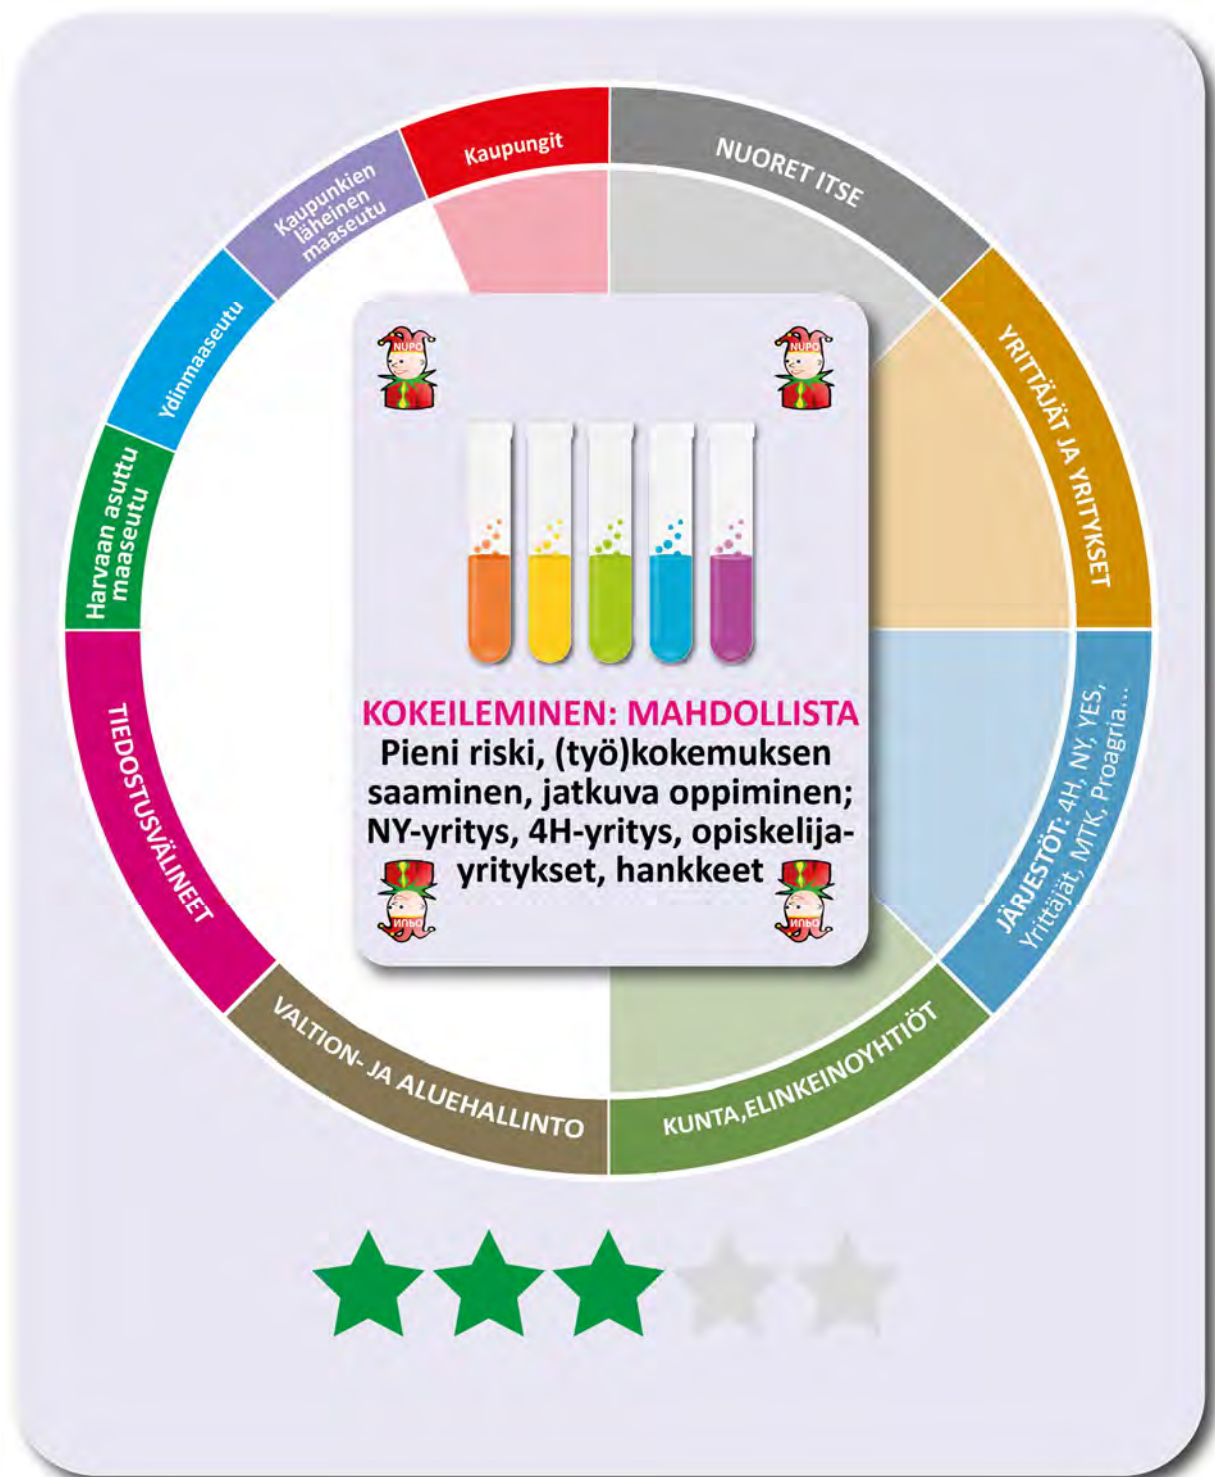 Kaupungit
NUORET ITSE
Kaupunkien
läheinen
maaseutu
YRITTÄJÄT JA YRITYKSET
Ydinmaaseutu
NUPO
NUPO
Harvaan asuttu
maaseutu
KOKEILEMINEN: MAHDOLLISTA
Pieni riski, (työ)kokemuksen
saaminen, jatkuva oppiminen;
NY-yritys, 4H-yritys, opiskelija-
yritykset, hankkeet
NUPO
NUPO
JÄRJESTÖT: 4H, NY, YES,
Yrittäjät, MTK, Proagria...
TIEDOSTUSVÄLINEET
VALTION- JA ALUEHALLINTO
KUNTA,ELINKEINOYHTIÖT